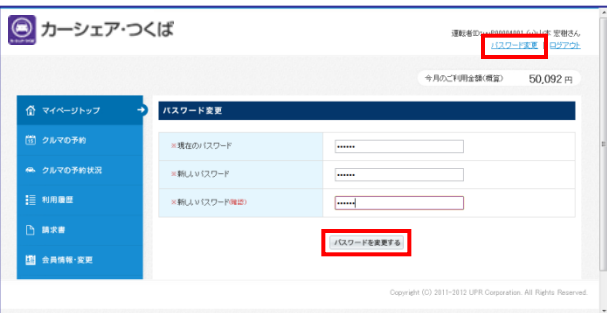 カーシェア・つくば
運転者ID
宏樹さん
パスワード変更 | ログアウト
今月のご利用金額(概算) 50,092 円
マイページトップ
クルマの予約
クルマの予約状況
利用履歴
請求書
会員情報・変更
パスワード変更
※現在のパスワード
※新しいパスワード
※新しいパスワード(確認)
パスワードを変更する
Copyright (C) 2011-2012 UPR Corporation. All Rights Reserved.